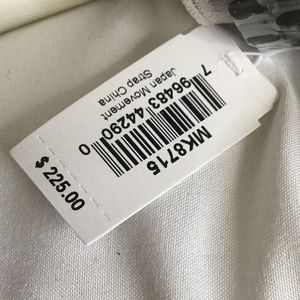 MK8715
7 96483 44290 0
Japan Movement
Strap China
$ 225.00